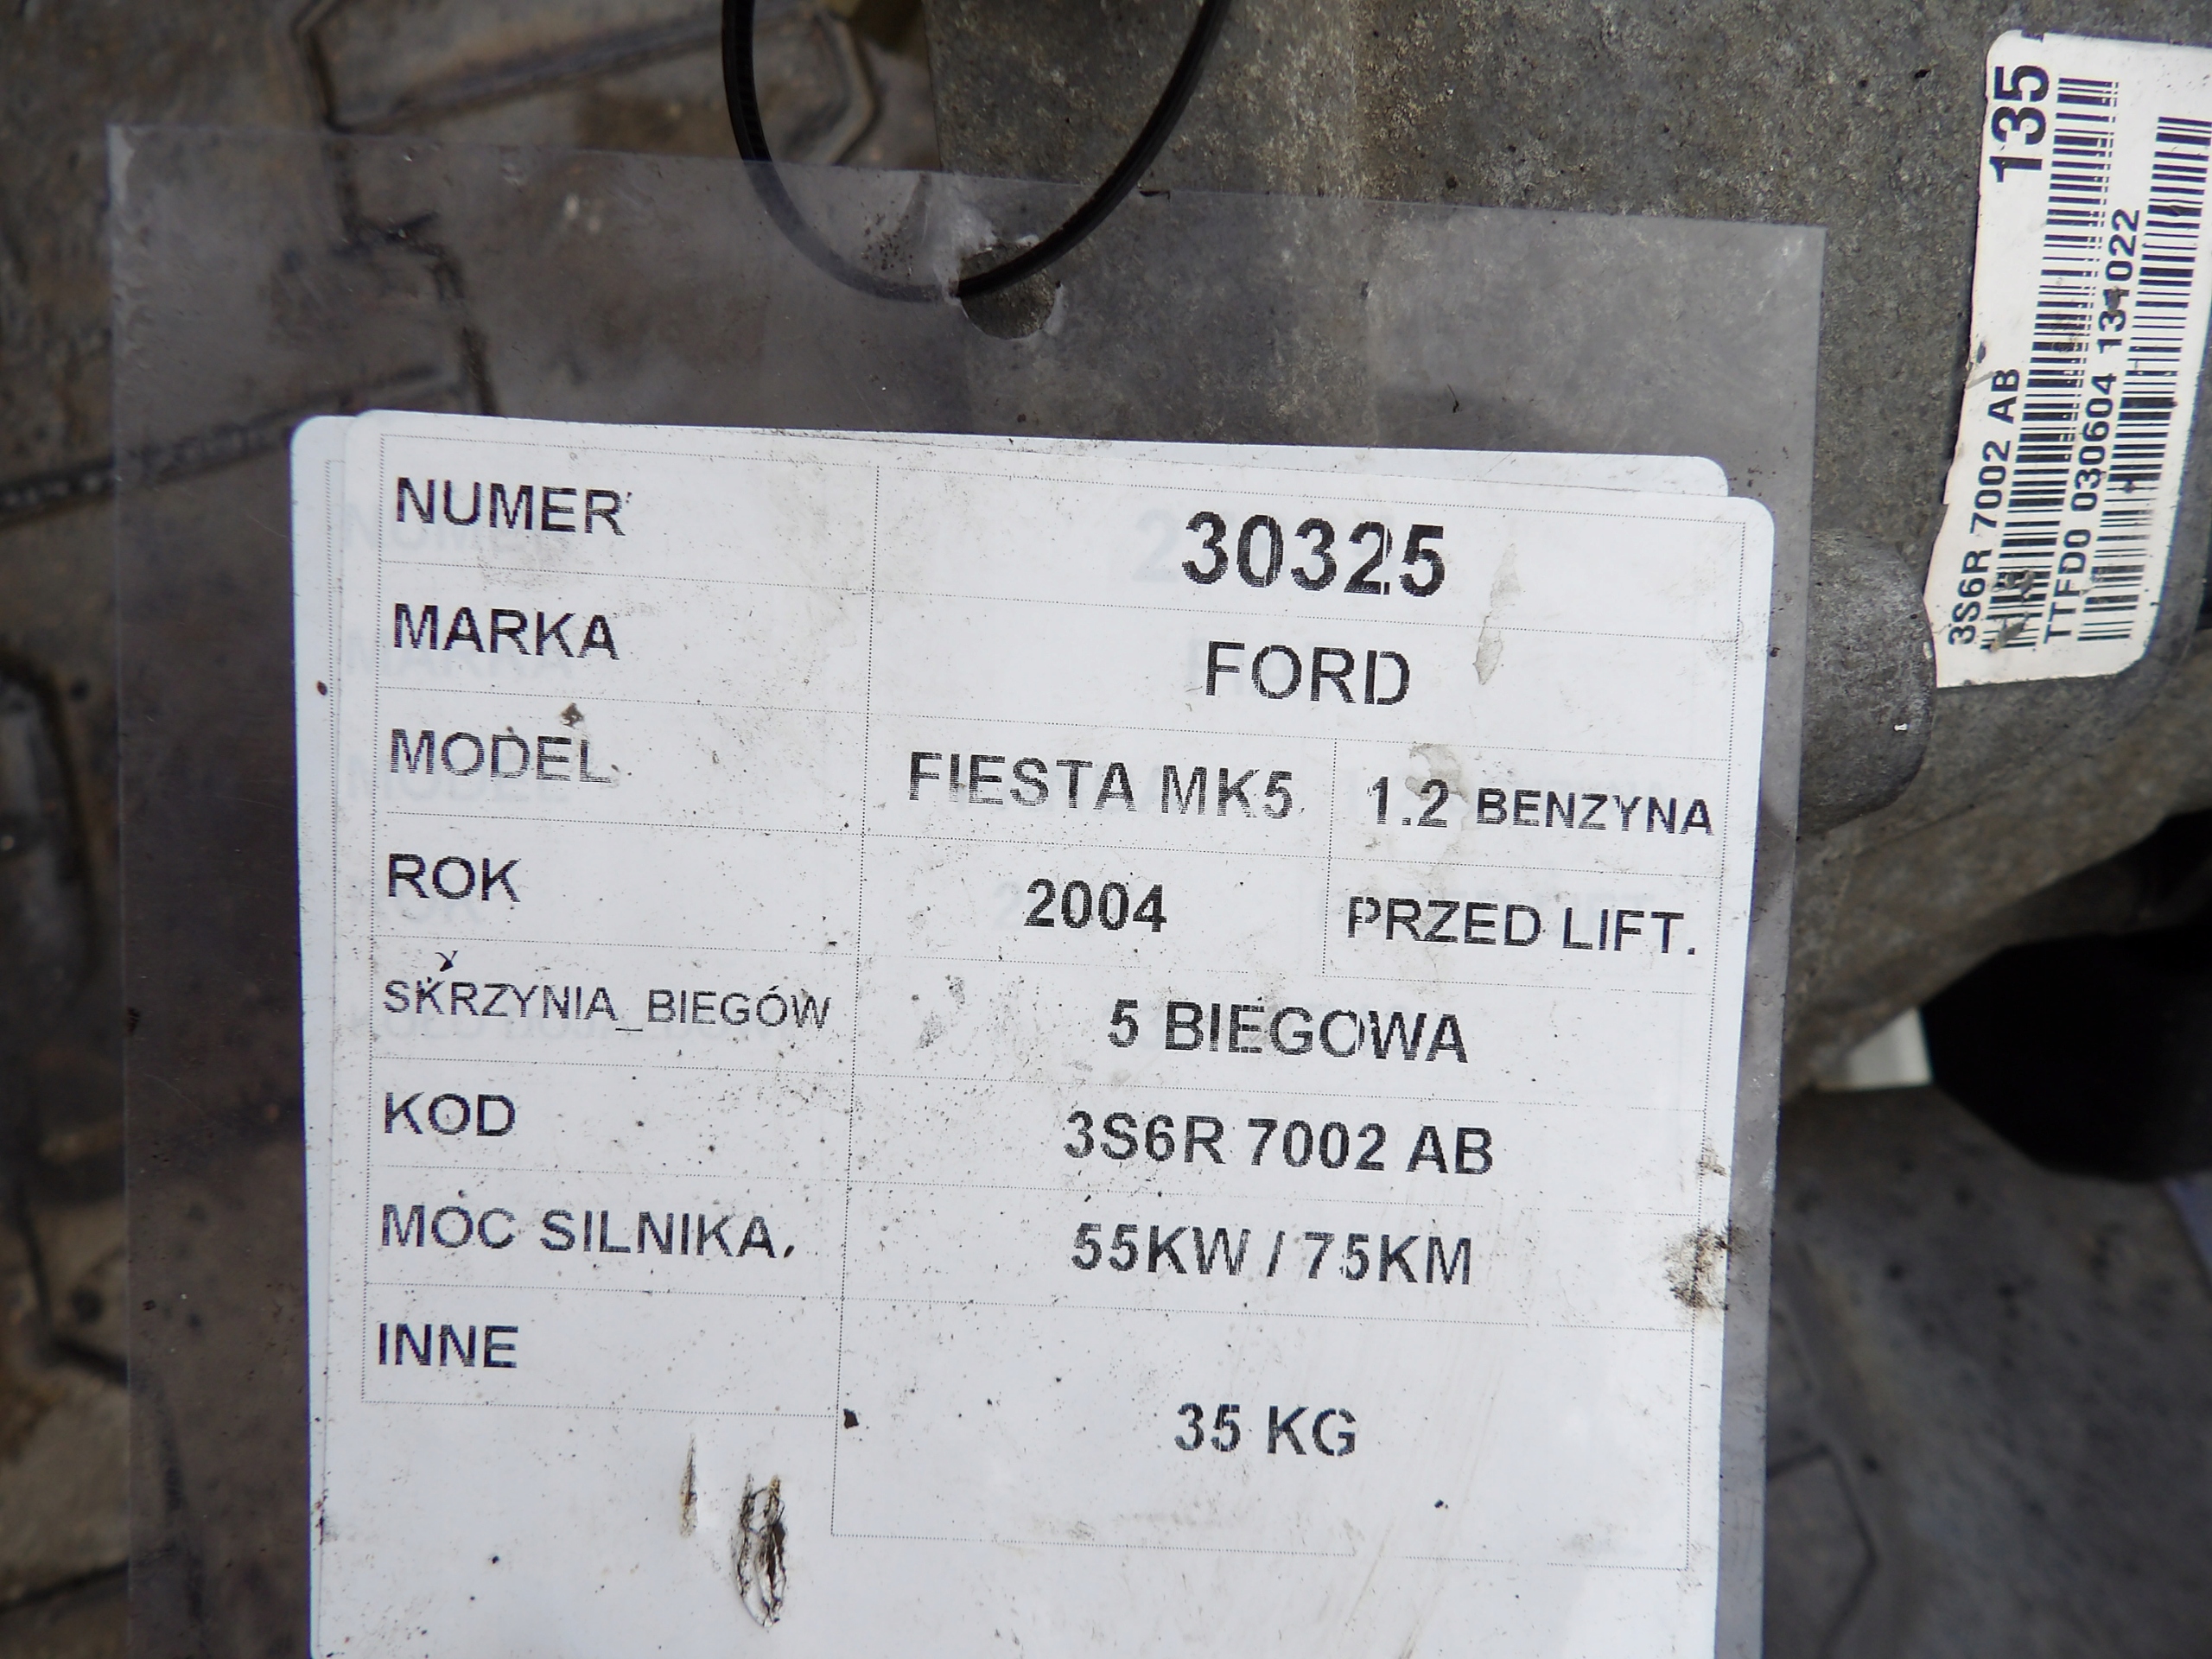 NUMER 30325
MARKA FORD
MODEL FIESTA MK5 1.2 BENZYNA
ROK 2004 PRZED LIFT.
SKRZYNIA_BIEGÓW 5 BIEGOWA
KOD 3S6R 7002 AB
MOC SILNIKA. 55KW / 75KM
INNE 35 KG
135
3S6R 7002 AB
TTFD0 030604